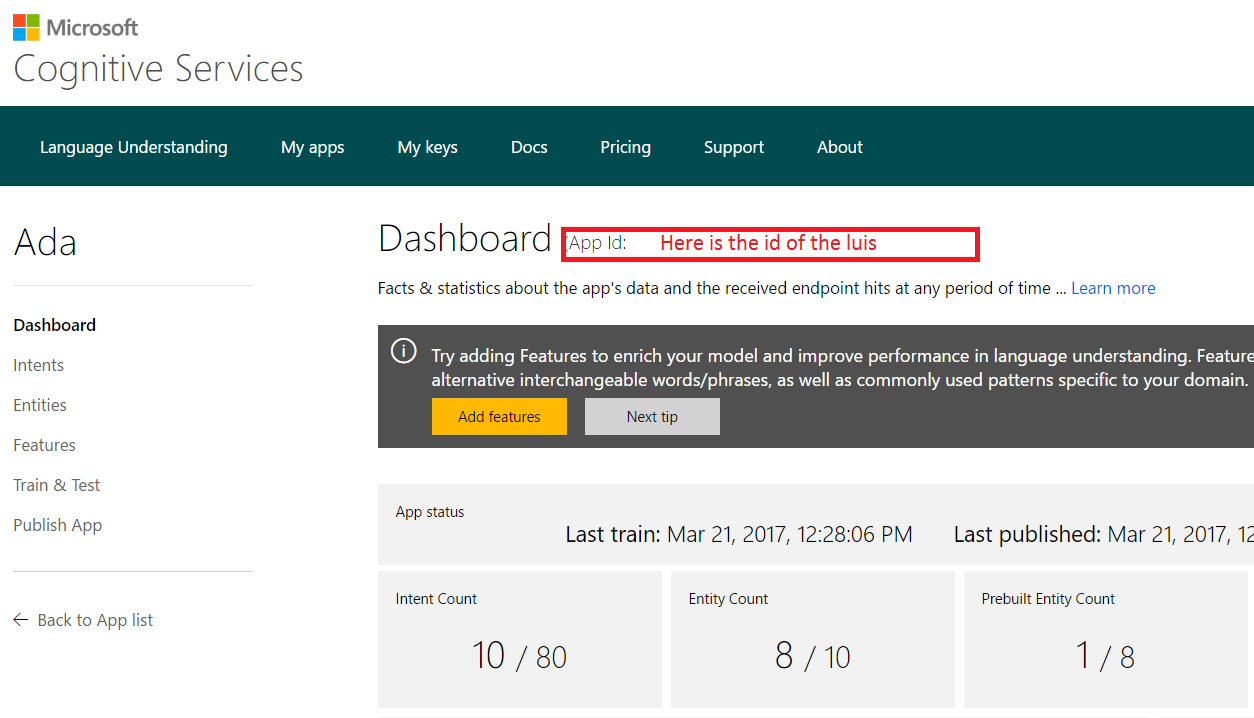 Microsoft
Cognitive Services
Language Understanding My apps My keys Docs Pricing Support About
Ada
Dashboard
Intents
Entities
Features
Train & Test
Publish App
Back to App list
Dashboard (App Id: Here is the id of the luis
Facts & statistics about the app's data and the received endpoint hits at any period of time ... Learn more
Try adding Features to enrich your model and improve performance in language understanding. Feature
alternative interchangeable words/phrases, as well as commonly used patterns specific to your domain.
Add features Next tip
App status
Last train: Mar 21, 2017, 12:28:06 PM Last published: Mar 21, 2017, 12
Intent Count Entity Count Prebuilt Entity Count
10 / 80 8 / 10 1 / 8